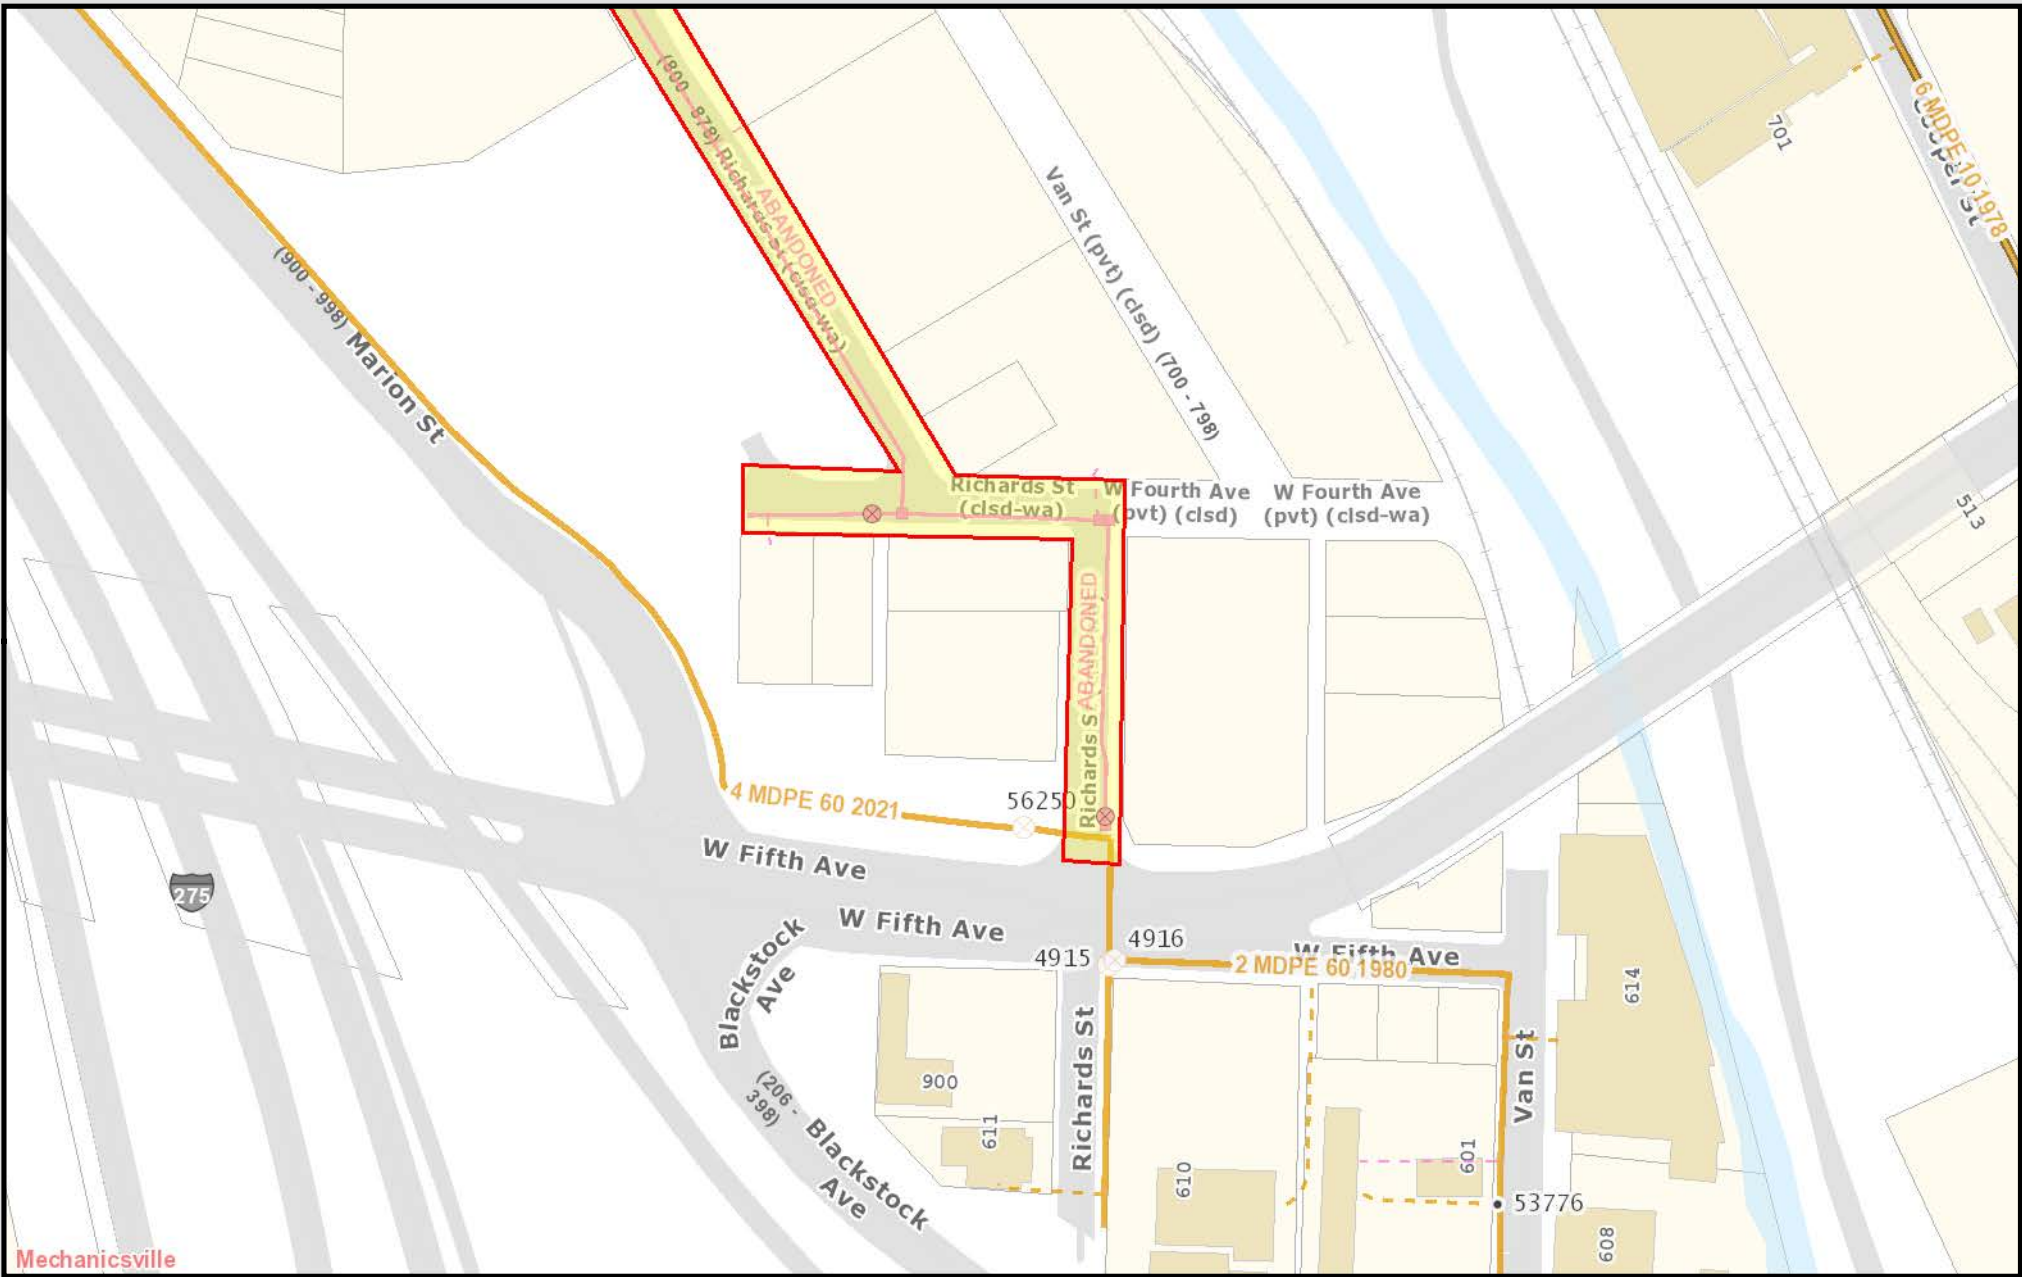 6 MDPE 10 1978
Cooper St
701
(800 - 878) Richards St (clsd-wa)
ABANDONED
Van St (pvt) (clsd) (700 - 798)
(900 - 998) Marion St
Richards St
(clsd-wa)
W Fourth Ave
(pvt) (clsd)
W Fourth Ave
(pvt) (clsd-wa)
513
ABANDONED
Richards S
4 MDPE 60 2021
56250
W Fifth Ave
275
W Fifth Ave
4915
4916
W Fifth Ave
2 MDPE 60 1980
Blackstock
Ave
614
Richards St
Van St
900
611
(206 -
398)
Blackstock
Ave
610
601
53776
608
Mechanicsville